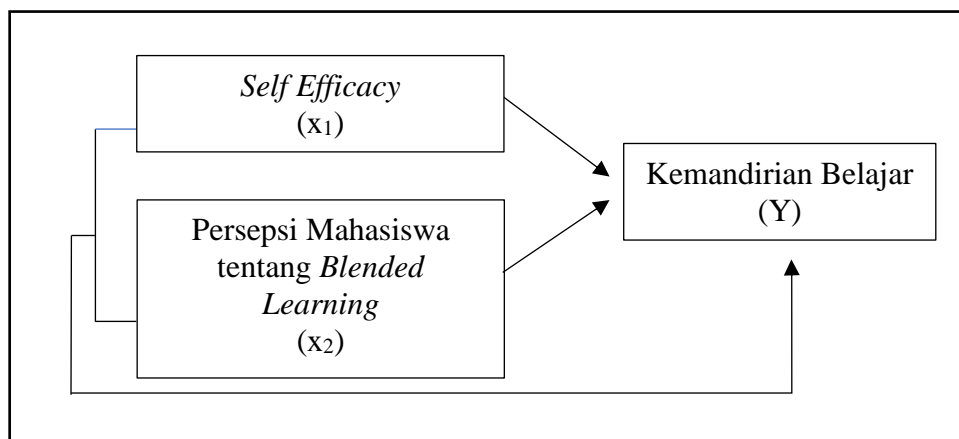 Self Efficacy
(x₁)
Persepsi Mahasiswa
tentang Blended
Learning
(x₂)
Kemandirian Belajar
(Y)